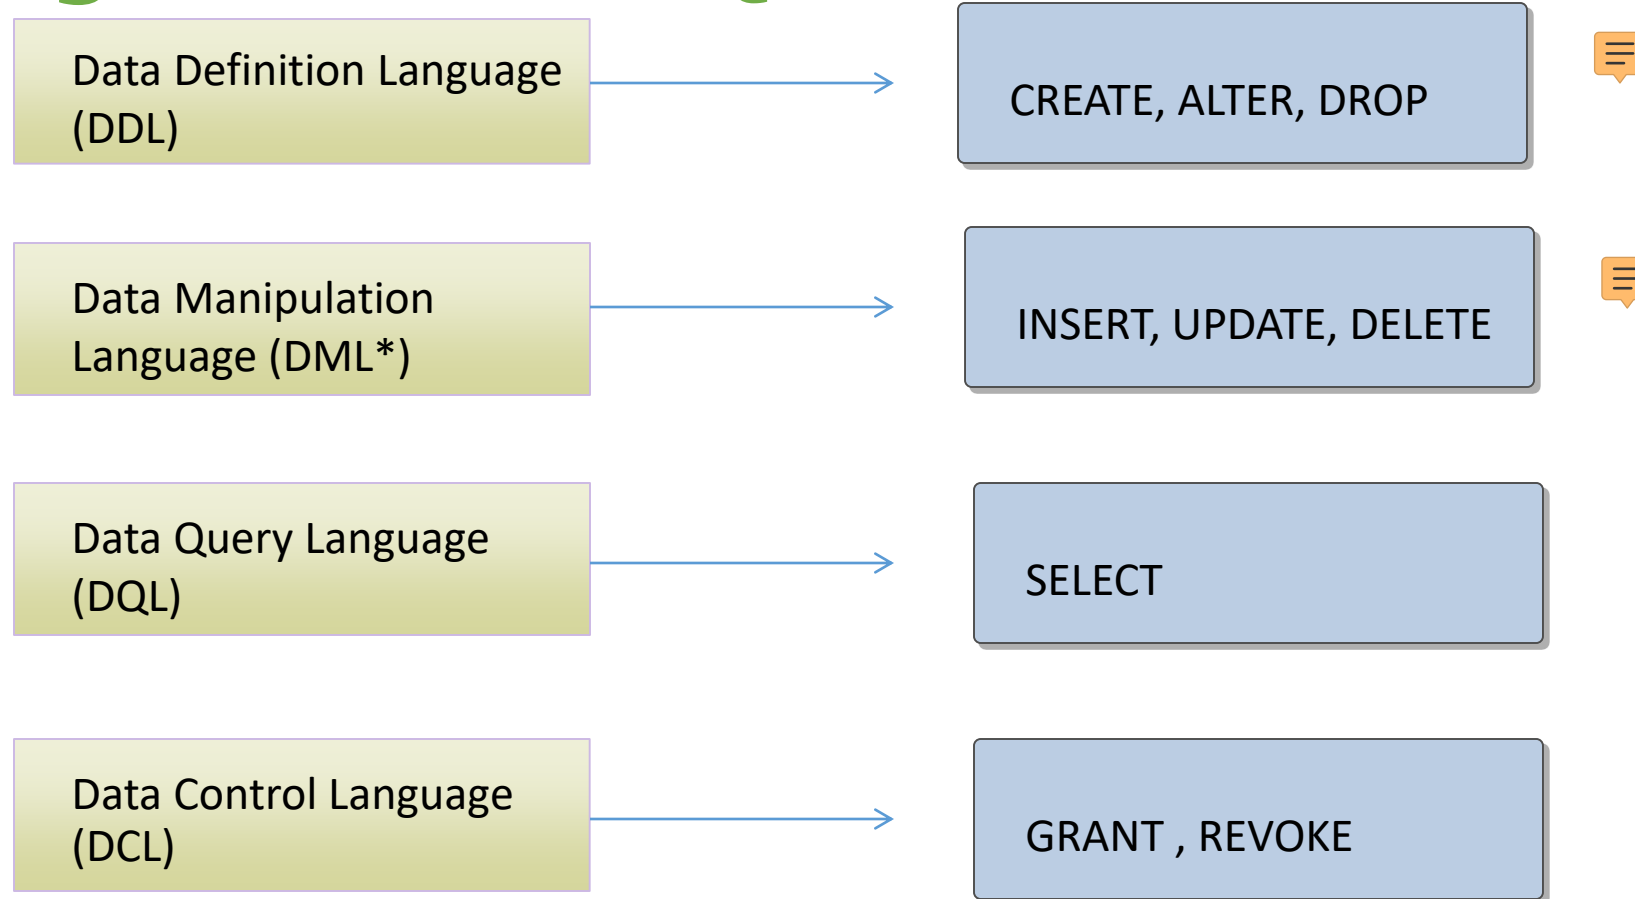 Data Definition Language
(DDL)
CREATE, ALTER, DROP
Data Manipulation
Language (DML*)
INSERT, UPDATE, DELETE
Data Query Language
(DQL)
SELECT
Data Control Language
(DCL)
GRANT , REVOKE